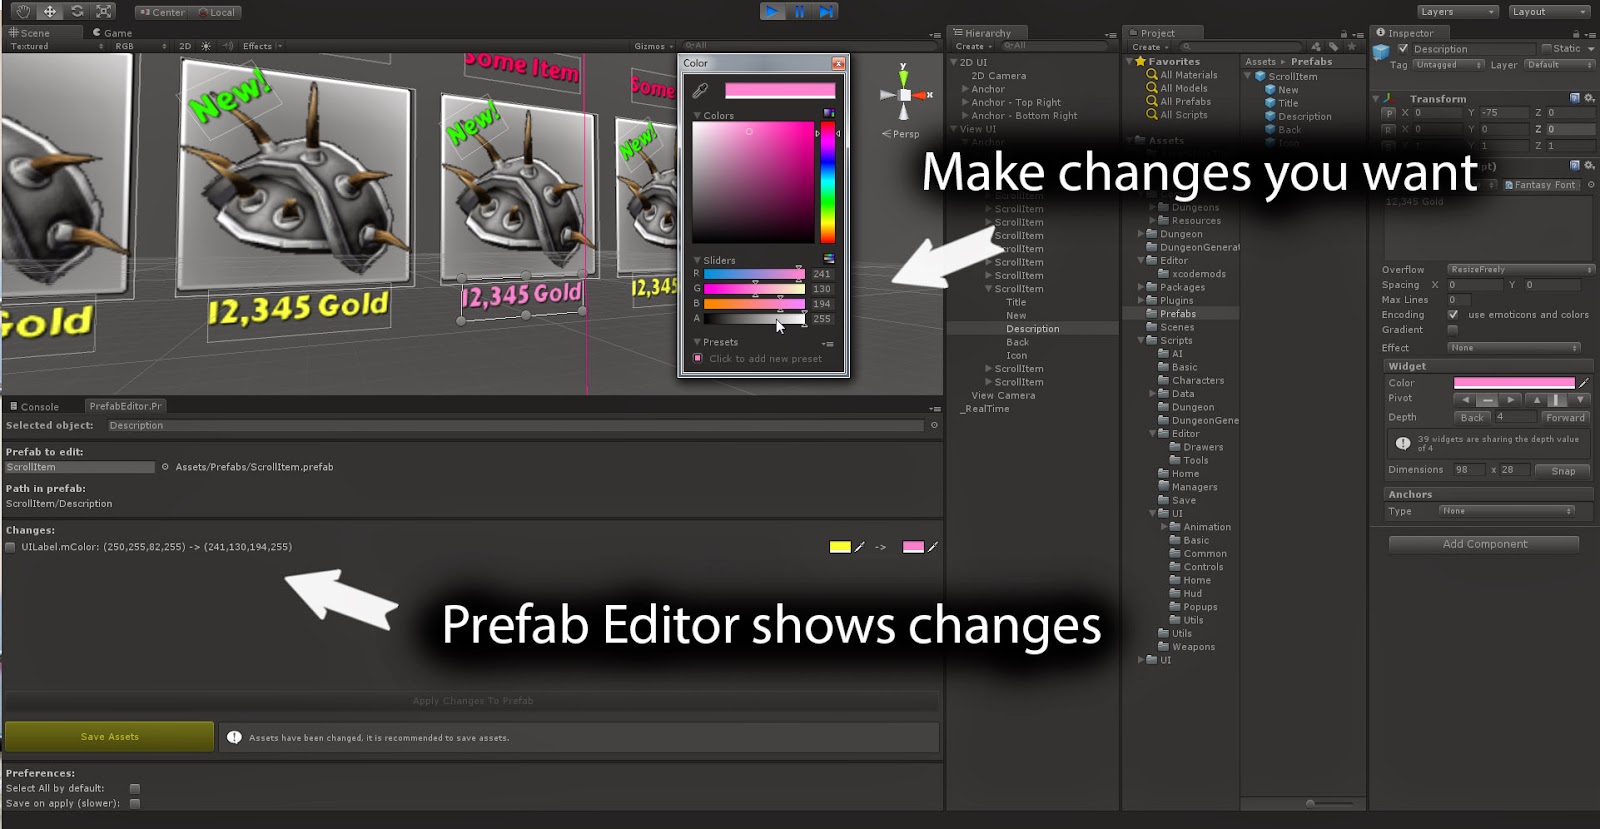 Center
Local
Layers
Layout
Scene
Game
Textured
RGB
2D
Effects
Gizmos
All
New!
Some Item
12,345 Gold
New!
12,345 Gold
New!
12,345
Gold
y
x
Persp
Color
Colors
Sliders
R 241
G 130
B 194
A 255
Presets
Click to add new preset
Make changes you want
Hierarchy
Create All
2D UI
2D Camera
Anchor
Anchor - Top Right
Anchor - Bottom Right
View UI
Anchor
ScrollItem
ScrollItem
ScrollItem
ScrollItem
ScrollItem
ScrollItem
ScrollItem
Title
New
Description
Back
Icon
ScrollItem
ScrollItem
View Camera
_RealTime
Project
Create
Favorites
All Materials
All Models
All Prefabs
All Scripts
Assets
Dungeons
Resources
Dungeon
DungeonGenerat
Editor
xcodemods
Packages
Plugins
Prefabs
Scenes
Scripts
AI
Basic
Characters
Data
Dungeon
DungeonGene
Editor
Drawers
Tools
Home
Managers
Save
UI
Animation
Basic
Common
Controls
Home
Hud
Popups
Utils
Utils
Weapons
UI
Assets Prefabs
ScrollItem
New
Title
Description
Back
Icon
Inspector
Description Static
Tag Untagged Layer Default
Transform
P X 0 Y -75 Z 0
R X 0 Y 0 Z 0
S X 1 Y 1 Z 1
Fantasy Font
12,345 Gold
Overflow ResizeFreely
Spacing X 0 Y 0
Max Lines 0
Encoding use emoticons and colors
Gradient
Effect None
Widget
Color
Pivot
Depth Back 4 Forward
39 widgets are sharing the depth value
of 4
Dimensions 98 x 28 Snap
Anchors
Type None
Add Component
Console
PrefabEditor.Pr
Selected object: Description
Prefab to edit:
ScrollItem Assets/Prefabs/ScrollItem.prefab
Path in prefab:
ScrollItem/Description
Changes:
UILabel.mColor: (250,255,82,255) -> (241,130,194,255)
->
Prefab Editor shows changes
Apply Changes To Prefab
Save Assets
Assets have been changed, it is recommended to save assets.
Preferences:
Select All by default:
Save on apply (slower):